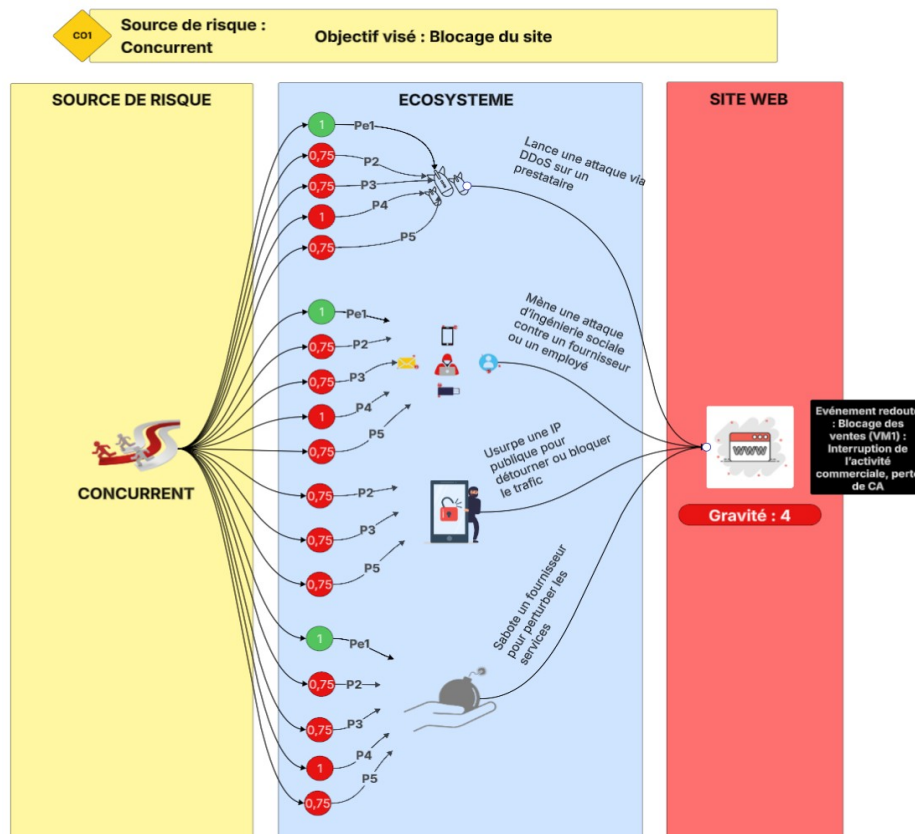 CO1
Source de risque :
Concurrent
Objectif visé : Blocage du site
SOURCE DE RISQUE
ECOSYSTEME
SITE WEB
1
Pe1
0,75
P2
0,75
P3
1
P4
0,75
P5
Lance une attaque via
DDoS sur un
prestataire
1
Pe1
0,75
P2
0,75
P3
1
P4
0,75
P5
Mène une attaque
d'ingénierie sociale
contre un fournisseur
ou un employé
CONCURRENT
0,75
P2
0,75
P3
0,75
P5
Usurpe une IP
publique pour
détourner ou bloquer
le trafic
WWW
Gravité : 4
Evénement redouté
: Blocage des
ventes (VM1) :
Interruption de
l'activité
commerciale, perte
de CA
1
Pe1
0,75
P2
0,75
P3
1
P4
0,75
P5
Sabote un fournisseur
pour perturber les
services